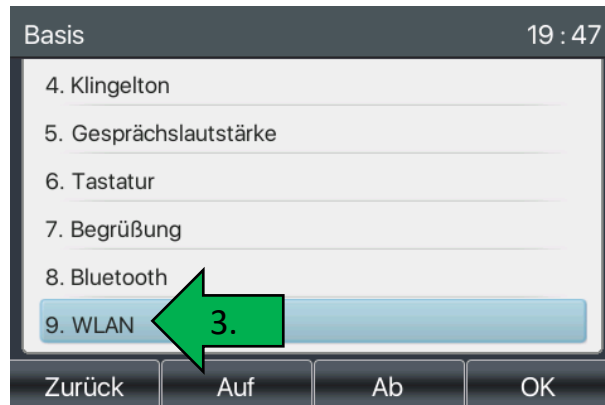 Basis 19 : 47
4. Klingelton
5. Gesprächslautstärke
6. Tastatur
7. Begrüßung
8. Bluetooth
9. WLAN 3.
Zurück Auf Ab OK